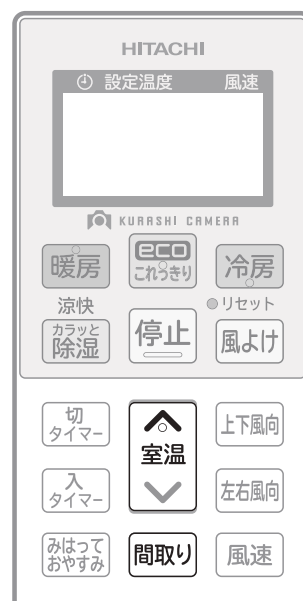 HITACHI
設定温度 風速
KURASHI CAMERA
暖房
eco
これっきり
冷房
涼快
カラッと
除湿
停止
リセット
風よけ
切
タイマー
室温
上下風向
入
タイマー
左右風向
みはって
おやすみ
間取り
風速